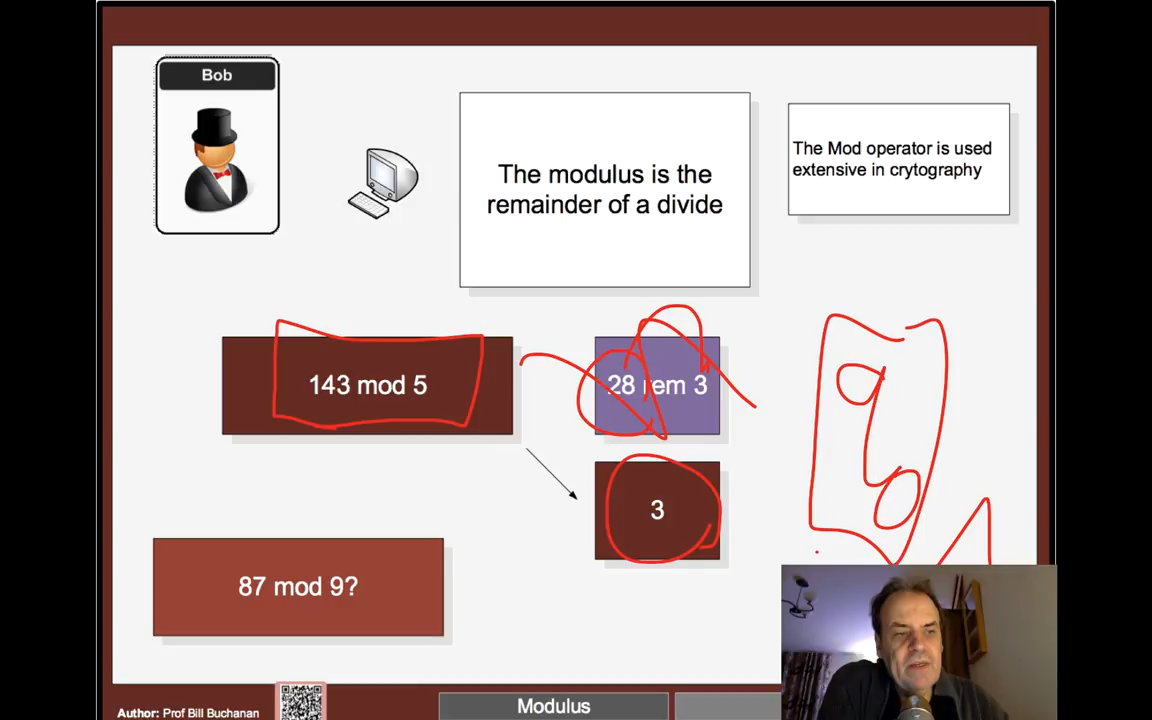 Bob
The modulus is the
remainder of a divide
The Mod operator is used
extensive in crytography
143 mod 5
28 rem 3
3
87 mod 9?
Author: Prof Bill Buchanan
Modulus